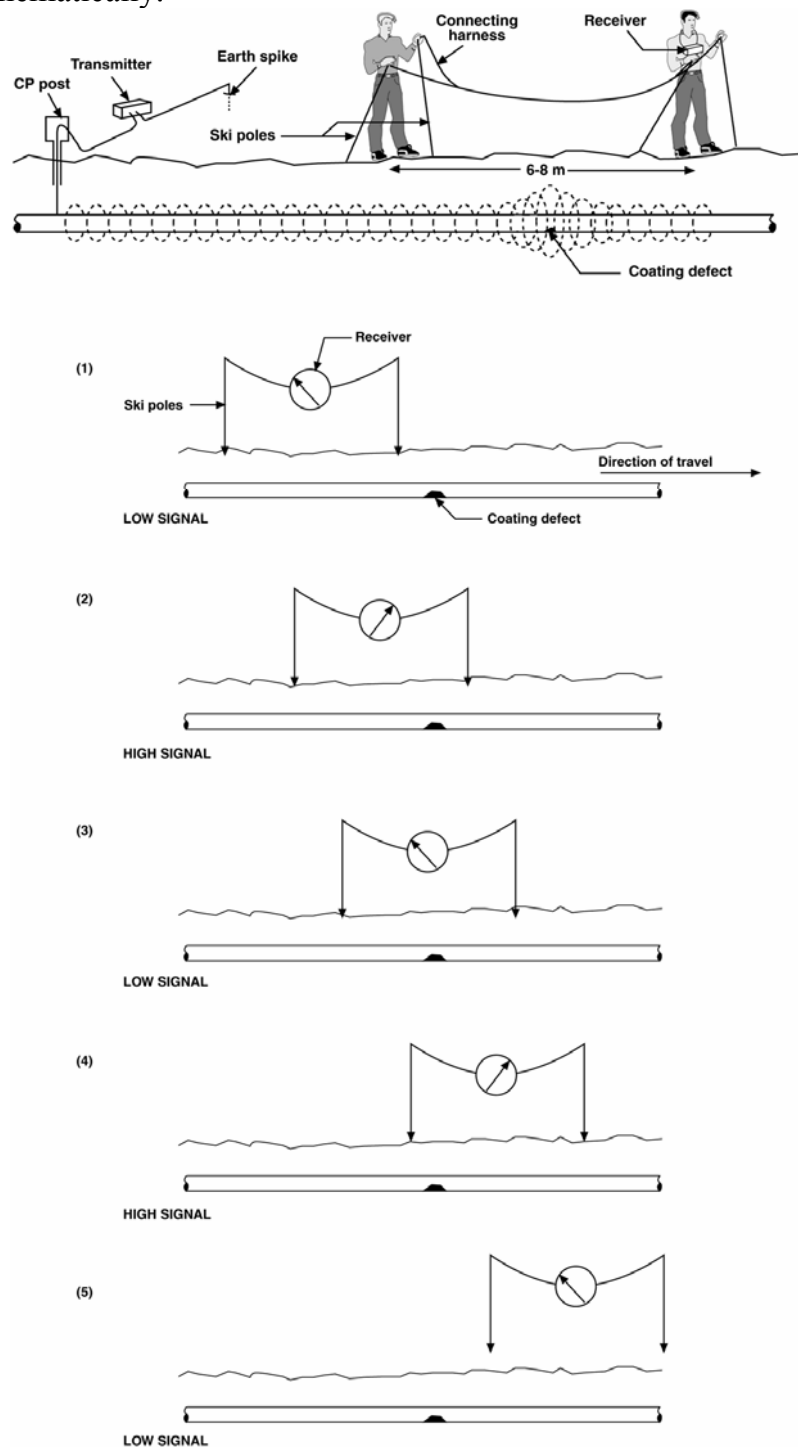 Connecting
harness
Receiver
Transmitter
Earth spike
CP post
Ski poles
6-8 m
Coating defect
(1)
Receiver
Ski poles
Direction of travel
LOW SIGNAL
Coating defect
(2)
HIGH SIGNAL
(3)
LOW SIGNAL
(4)
HIGH SIGNAL
(5)
LOW SIGNAL